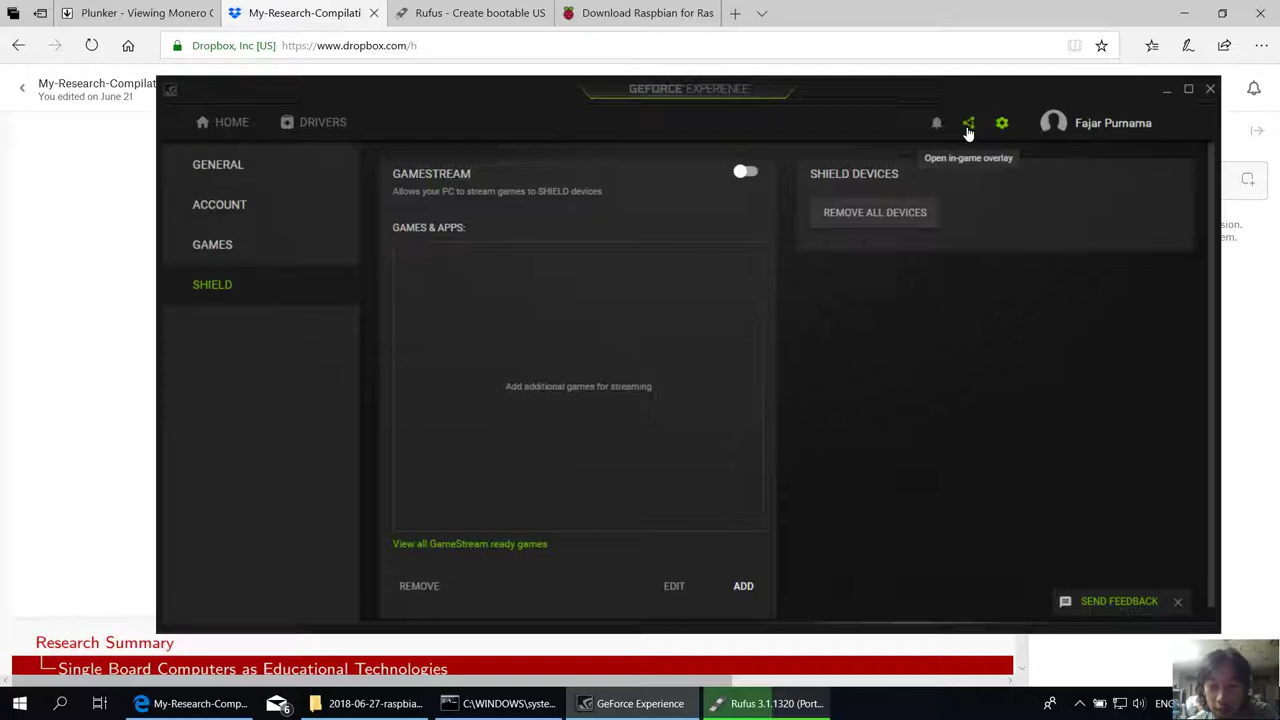 Plunker - Viewing Monero C
My-Research-Compilati
Rufus - Create bootable US
Download Raspbian for Ras
Dropbox, Inc [US]
https://www.dropbox.com/h
My-Research-Compilat
You edited on June 21
GEFORCE EXPERIENCE
HOME
DRIVERS
Fajar Purnama
Open in-game overlay
GENERAL
ACCOUNT
GAMES
SHIELD
GAMESTREAM
Allows your PC to stream games to SHIELD devices
GAMES & APPS:
Add additional games for streaming
View all GameStream ready games
REMOVE
EDIT
ADD
SHIELD DEVICES
REMOVE ALL DEVICES
sion.
em.
SEND FEEDBACK
Research Summary
Single Board Computers as Educational Technologies
My-Research-Comp...
6
2018-06-27-raspbia...
C:\WINDOWS\syste...
GeForce Experience
Rufus 3.1.1320 (Port...
ENG